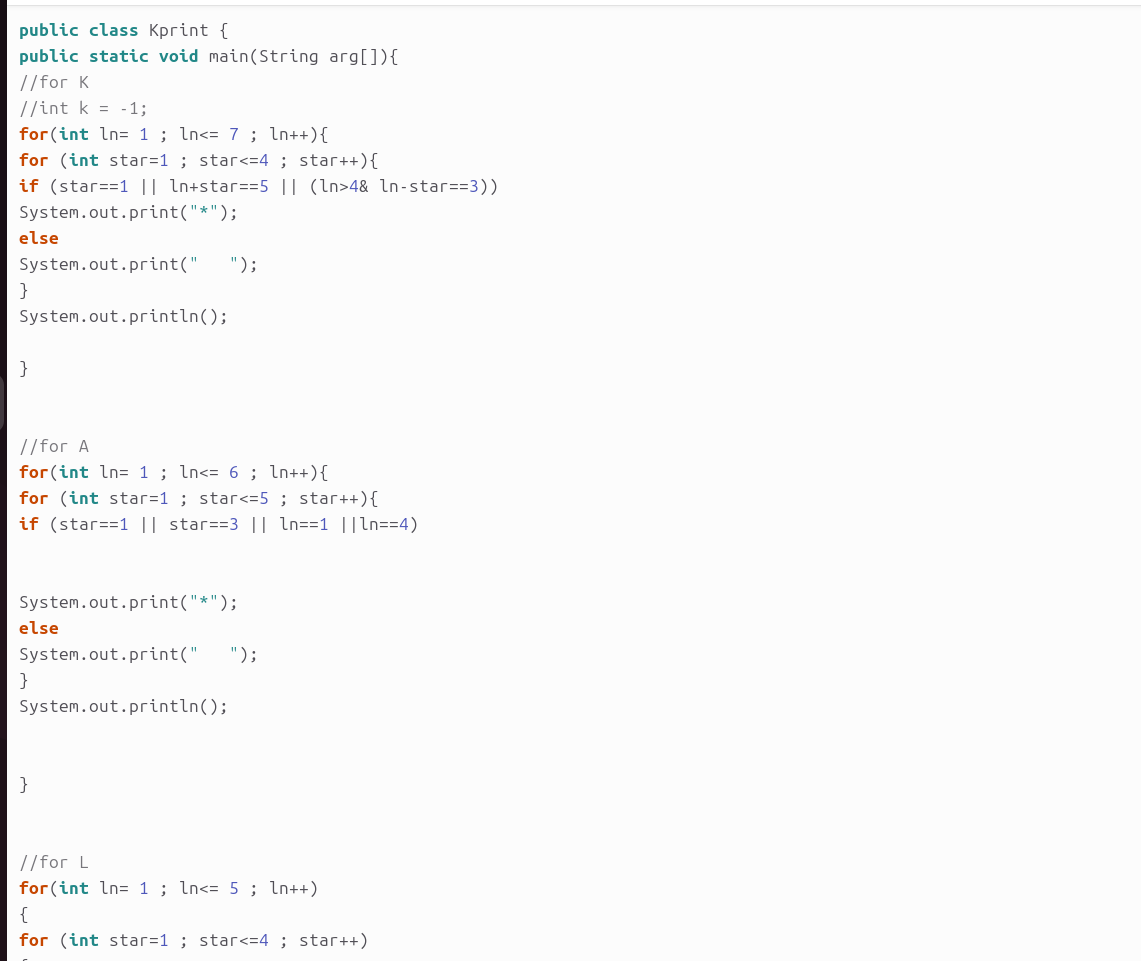 public class Kprint {
public static void main(String arg[]){
//for K
//int k = -1;
for(int ln= 1 ; ln<= 7 ; ln++){
for (int star=1 ; star<=4 ; star++){
if (star==1 || ln+star==5 || (ln>4& ln-star==3))
System.out.print("*");
else
System.out.print("   ");
}
System.out.println();
}
//for A
for(int ln= 1 ; ln<= 6 ; ln++){
for (int star=1 ; star<=5 ; star++){
if (star==1 || star==3 || ln==1 ||ln==4)
System.out.print("*");
else
System.out.print("   ");
}
System.out.println();
}
//for L
for(int ln= 1 ; ln<= 5 ; ln++)
{
for (int star=1 ; star<=4 ; star++)